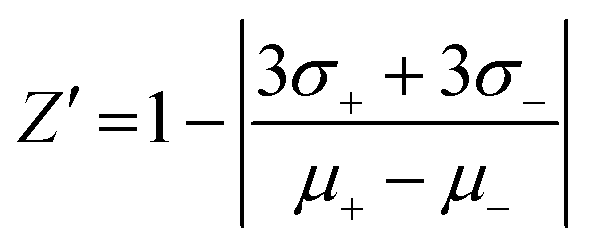 Z′ = 1 − | (3σ₊ + 3σ₋) / (μ₊ − μ₋) |